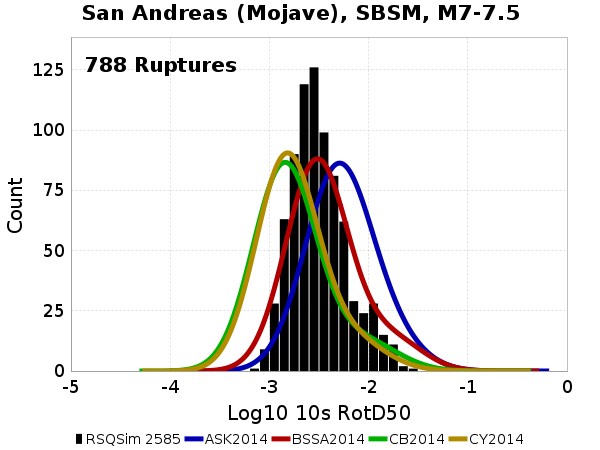 San Andreas (Mojave), SBSM, M7-7.5
788 Ruptures
125
100
75
50
25
0
Count
-5 -4 -3 -2 -1 0
Log10 10s RotD50
RSQSim 2585 ASK2014 BSSA2014 CB2014 CY2014